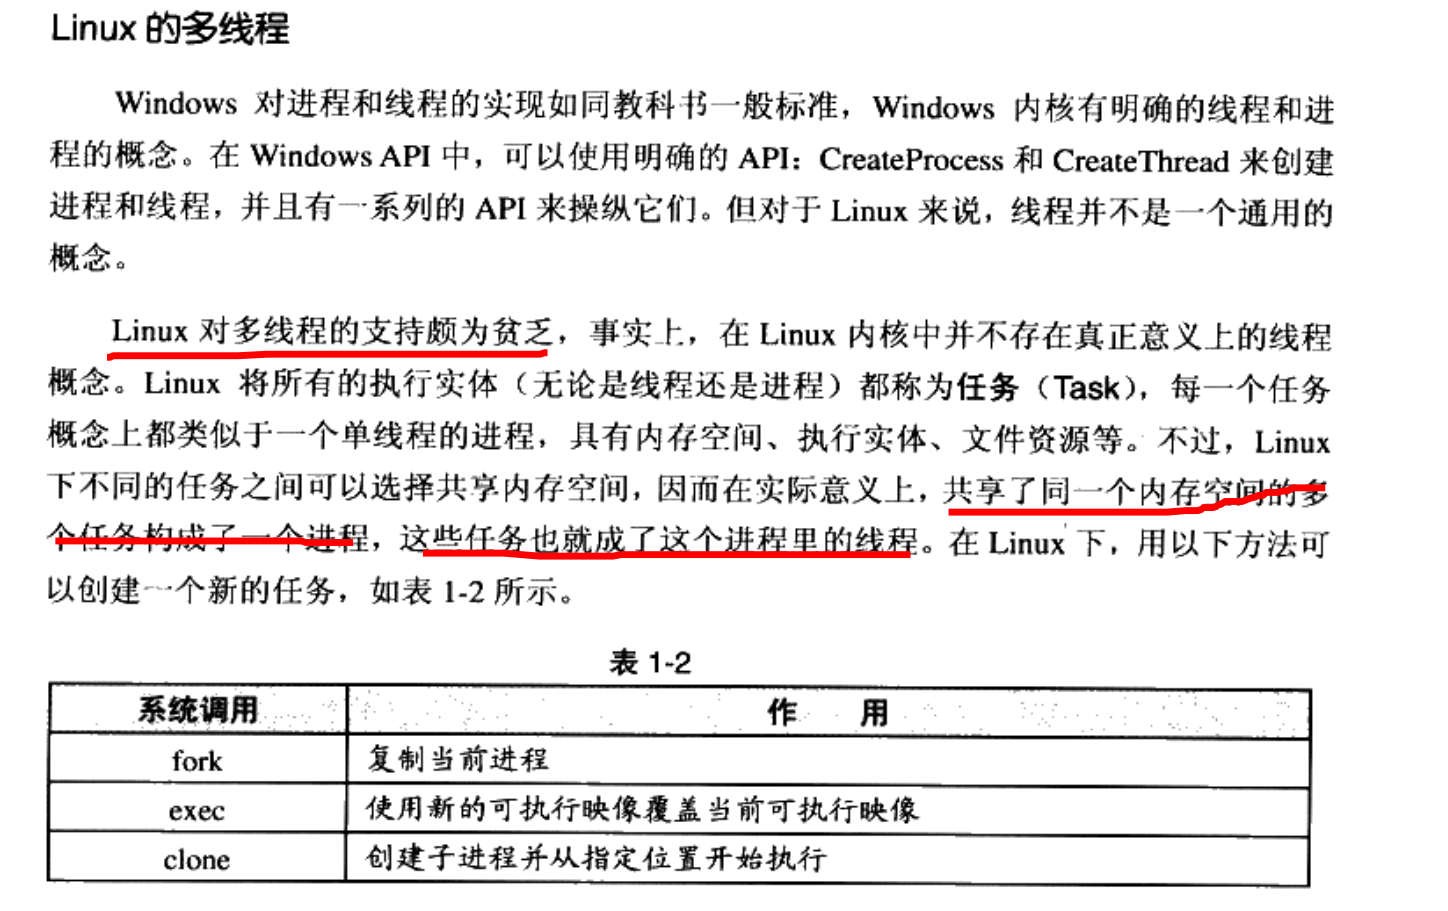 Linux 的多线程
Windows 对进程和线程的实现如同教科书一般标准，Windows 内核有明确的线程和进
程的概念。在 Windows API 中，可以使用明确的 API：CreateProcess 和 CreateThread 来创建
进程和线程，并且有一系列的 API 来操纵它们。但对于 Linux 来说，线程并不是一个通用的
概念。
Linux 对多线程的支持颇为贫乏，事实上，在 Linux 内核中并不存在真正意义上的线程
概念。Linux 将所有的执行实体（无论是线程还是进程）都称为任务（Task），每一个任务
概念上都类似于一个单线程的进程，具有内存空间、执行实体、文件资源等。不过，Linux
下不同的任务之间可以选择共享内存空间，因而在实际意义上，共享了同一个内存空间的多
个任务构成了一个进程，这些任务也就成了这个进程里的线程。在 Linux 下，用以下方法可
以创建一个新的任务，如表 1-2 所示。
表 1-2
系统调用 作 用
fork 复制当前进程
exec 使用新的可执行映像覆盖当前可执行映像
clone 创建子进程并从指定位置开始执行